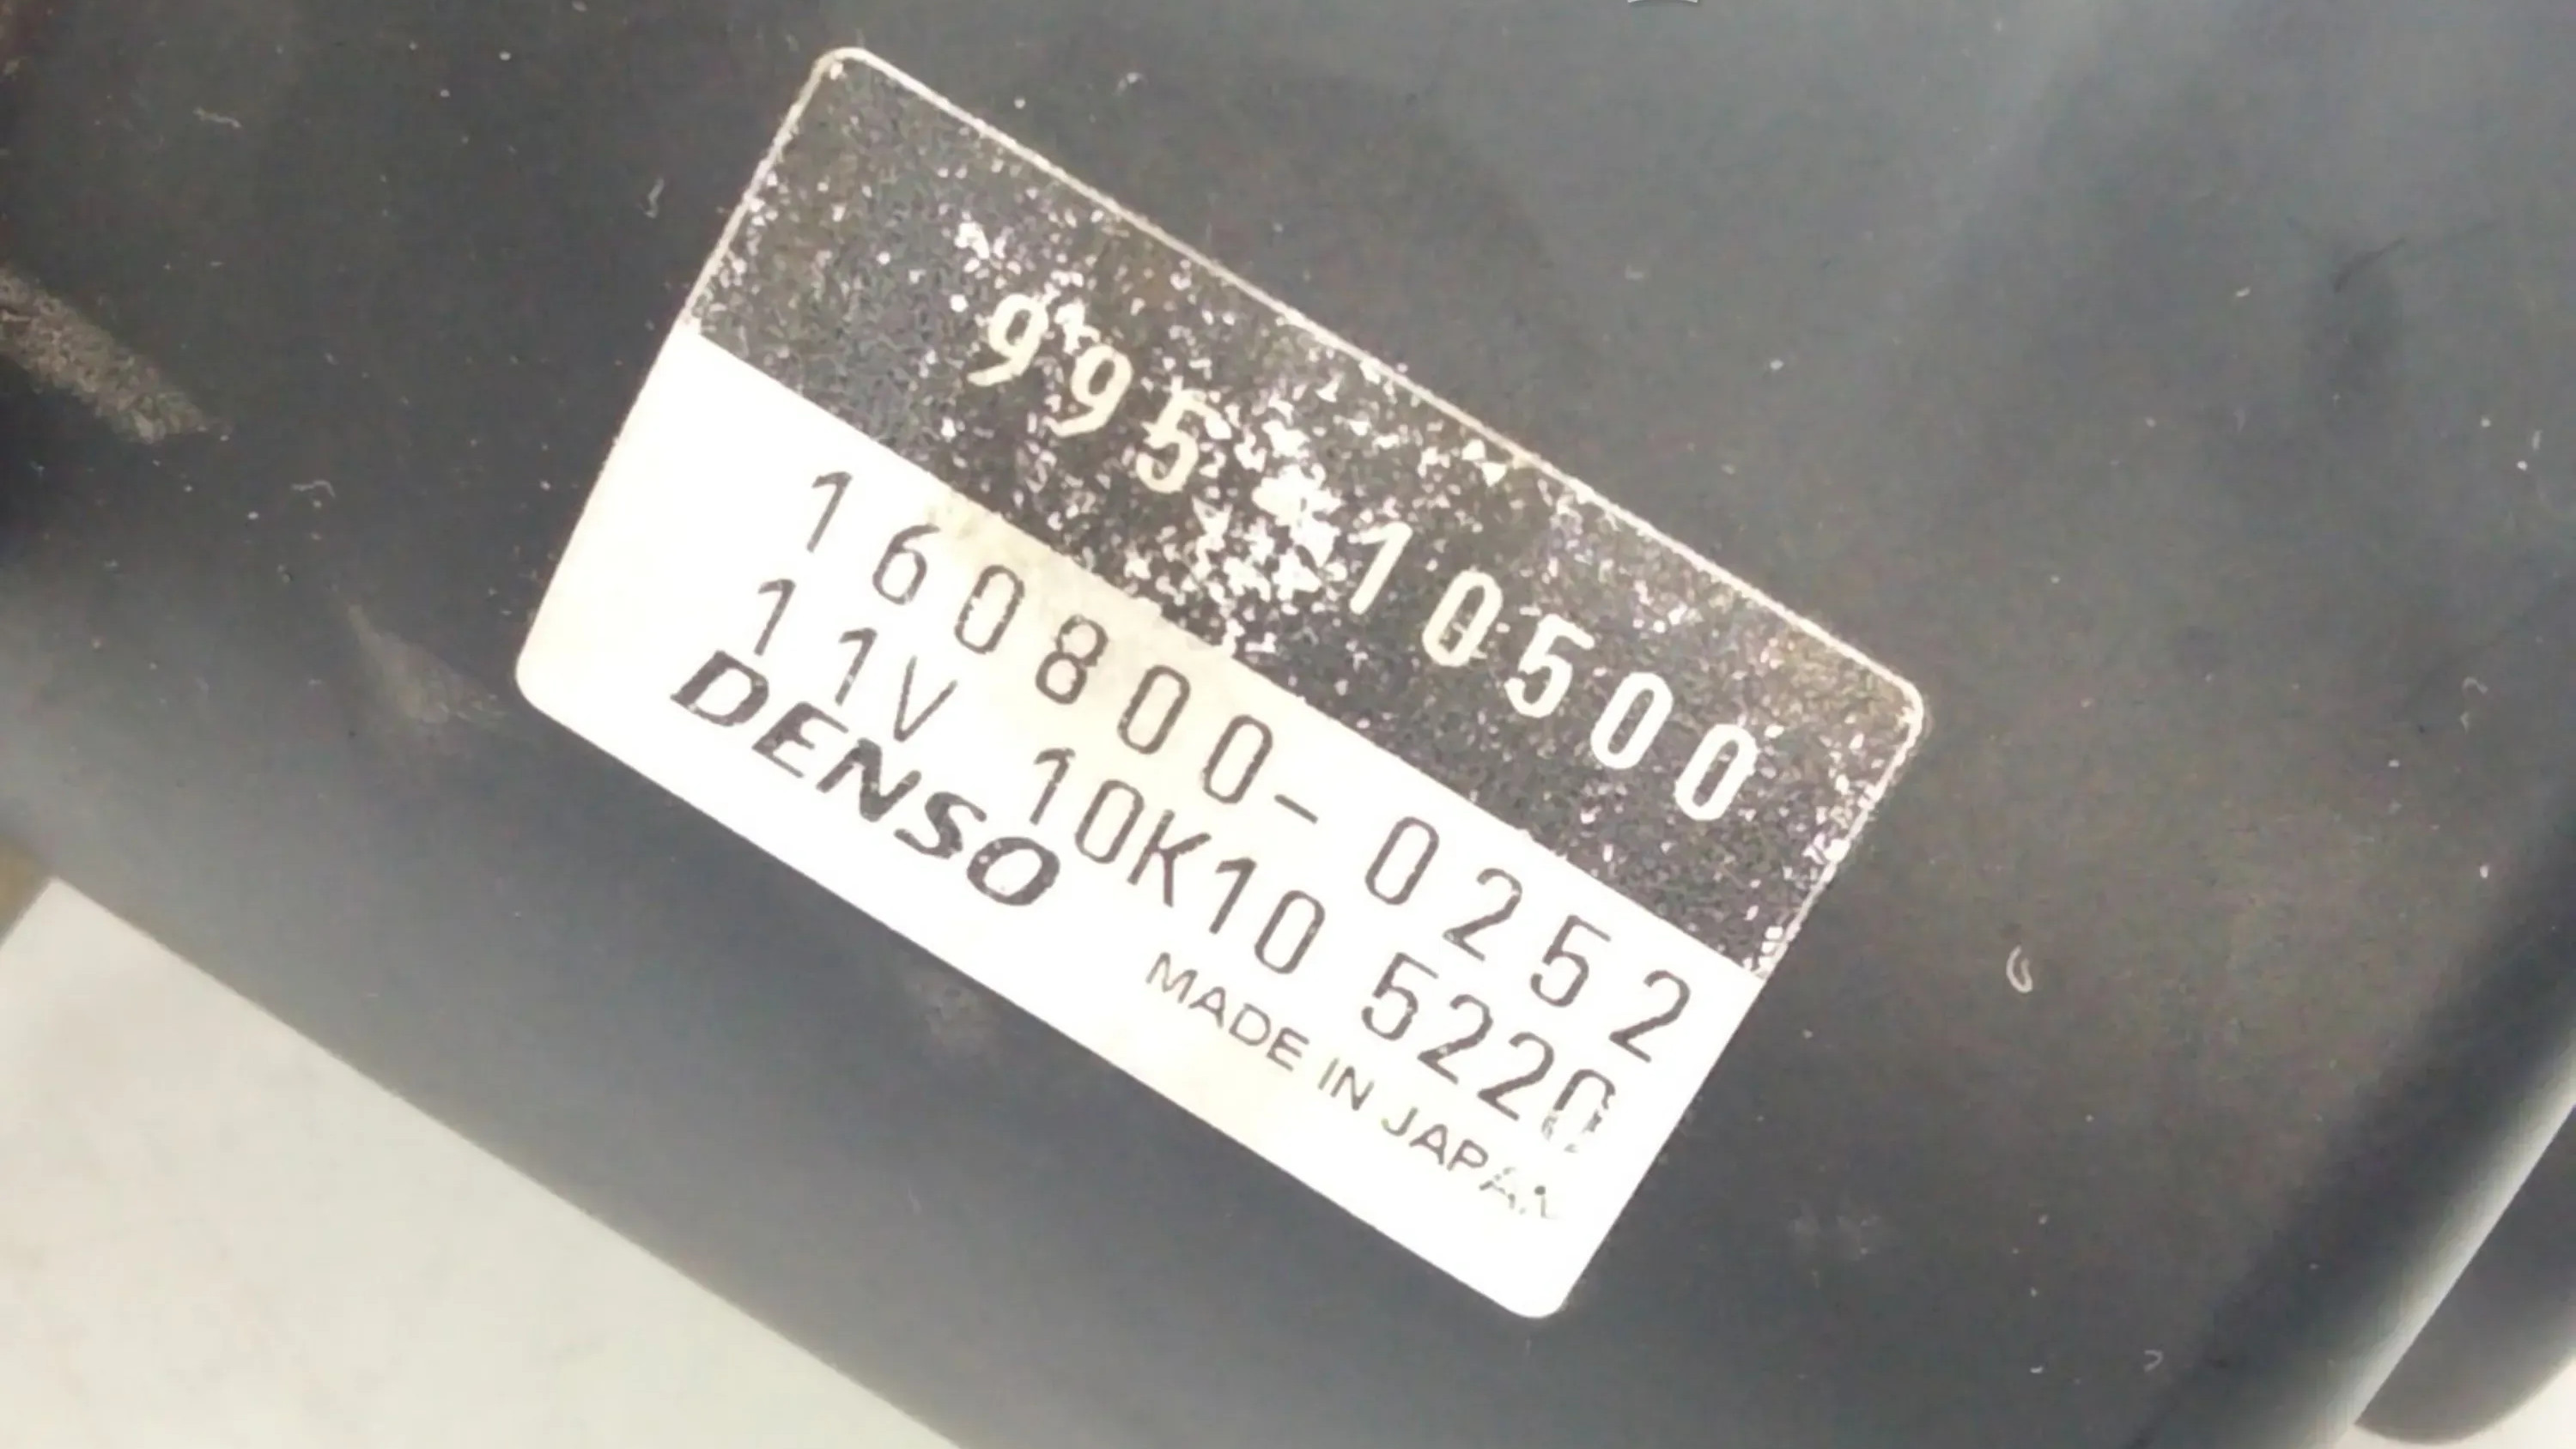 995-10500
160800-0252
11V 10K10 5220
DENSO
MADE IN JAPAN